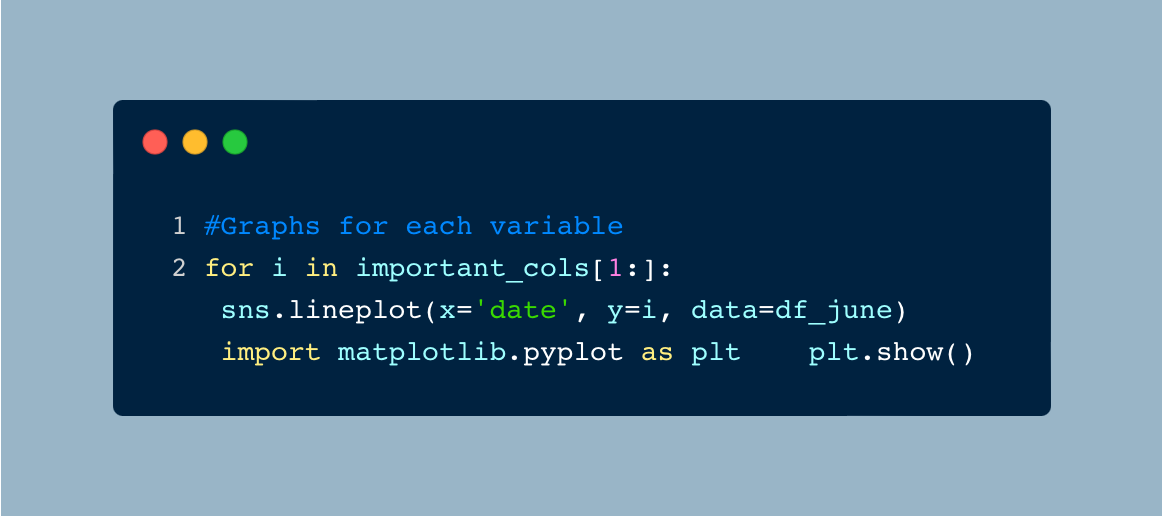 1 #Graphs for each variable
2 for i in important_cols[1:]:
 sns.lineplot(x='date', y=i, data=df_june)
 import matplotlib.pyplot as plt    plt.show()